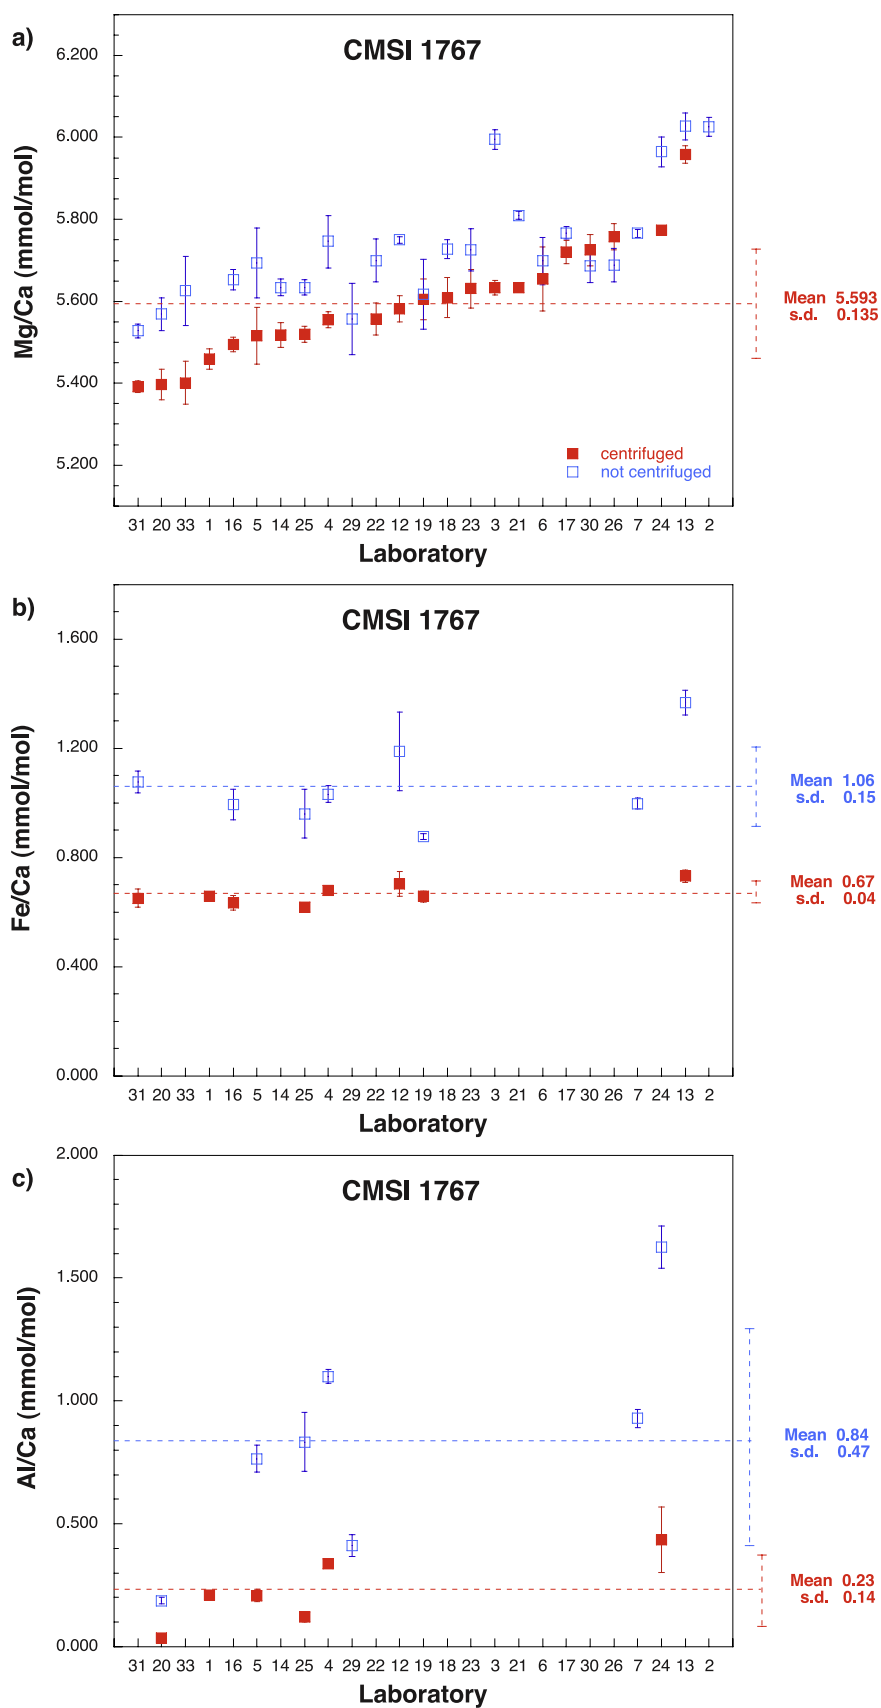 a)
CMSI 1767
6.200
6.000
5.800
5.600
5.400
5.200
Mg/Ca (mmol/mol)
Mean 5.593
s.d. 0.135
centrifuged
not centrifuged
31 20 33 1 16 5 14 25 4 29 22 12 19 18 23 3 21 6 17 30 26 7 24 13 2
Laboratory
b)
CMSI 1767
1.600
1.200
0.800
0.400
0.000
Fe/Ca (mmol/mol)
Mean 1.06
s.d. 0.15
Mean 0.67
s.d. 0.04
31 20 33 1 16 5 14 25 4 29 22 12 19 18 23 3 21 6 17 30 26 7 24 13 2
Laboratory
c)
CMSI 1767
2.000
1.500
1.000
0.500
0.000
Al/Ca (mmol/mol)
Mean 0.84
s.d. 0.47
Mean 0.23
s.d. 0.14
31 20 33 1 16 5 14 25 4 29 22 12 19 18 23 3 21 6 17 30 26 7 24 13 2
Laboratory